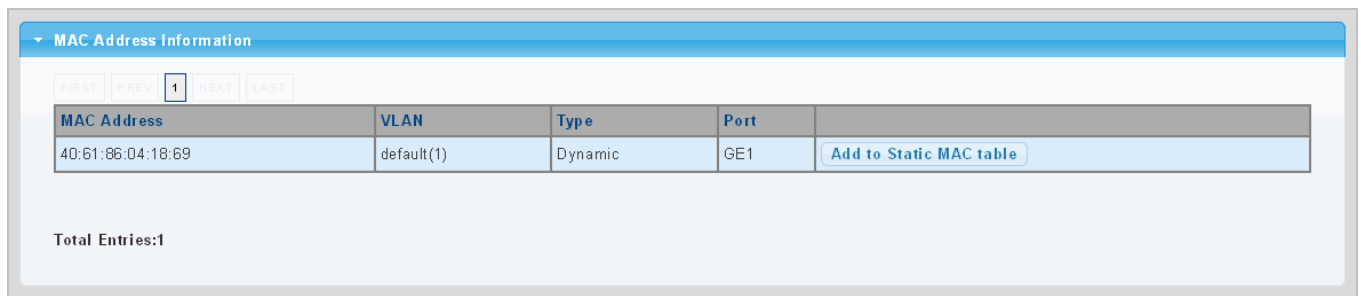 MAC Address Information
FIRST PREV 1 NEXT LAST
MAC Address VLAN Type Port
40:61:86:04:18:69 default(1) Dynamic GE1 Add to Static MAC table
Total Entries:1